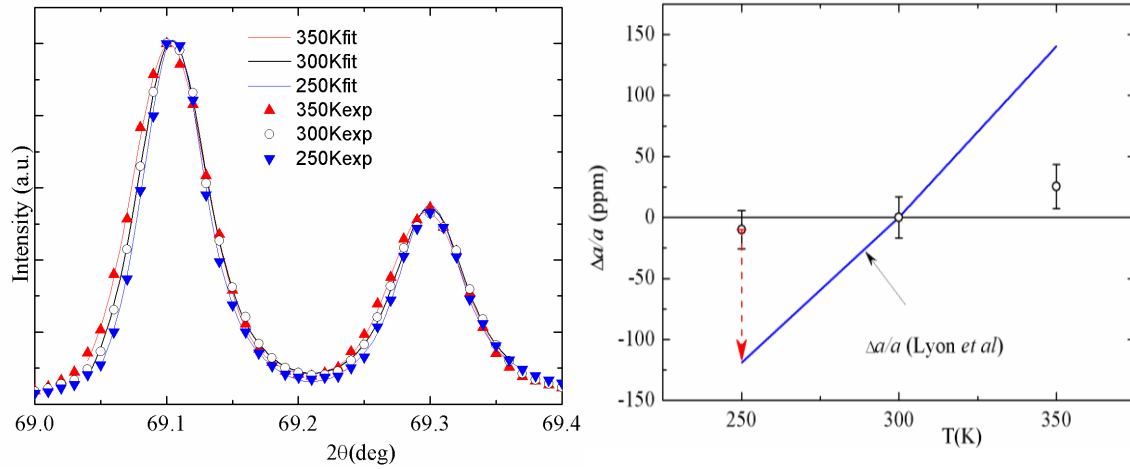 350Kfit
300Kfit
250Kfit
350Kexp
300Kexp
250Kexp
Intensity (a.u.)
69.0 69.1 69.2 69.3 69.4
2θ(deg)
150
100
50
0
-50
-100
-150
Δa/a (ppm)
Δa/a (Lyon et al)
250 300 350
T(K)